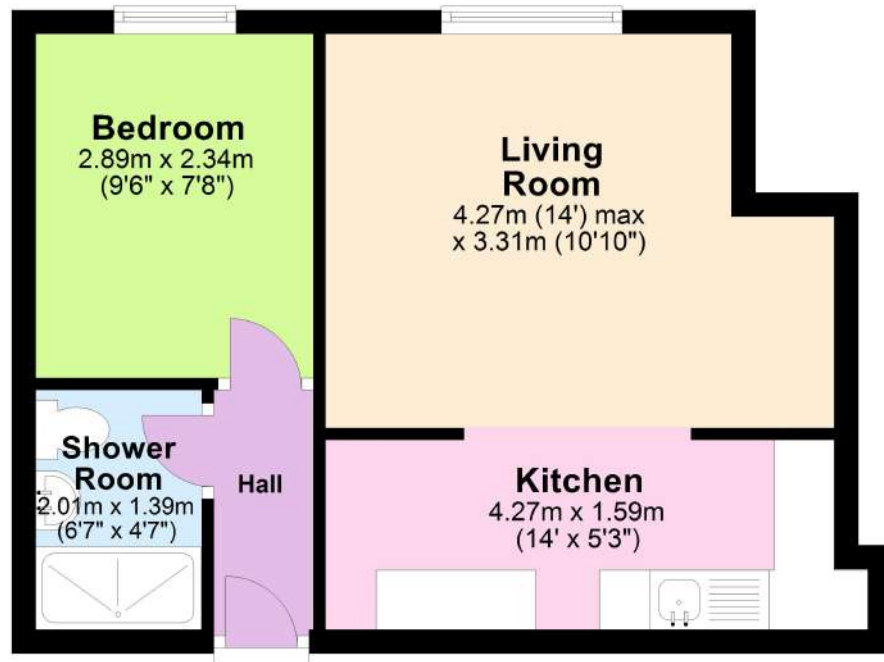 Bedroom
2.89m x 2.34m
(9'6" x 7'8")
Living
Room
4.27m (14') max
x 3.31m (10'10")
Shower
Room
2.01m x 1.39m
(6'7" x 4'7")
Hall
Kitchen
4.27m x 1.59m
(14' x 5'3")